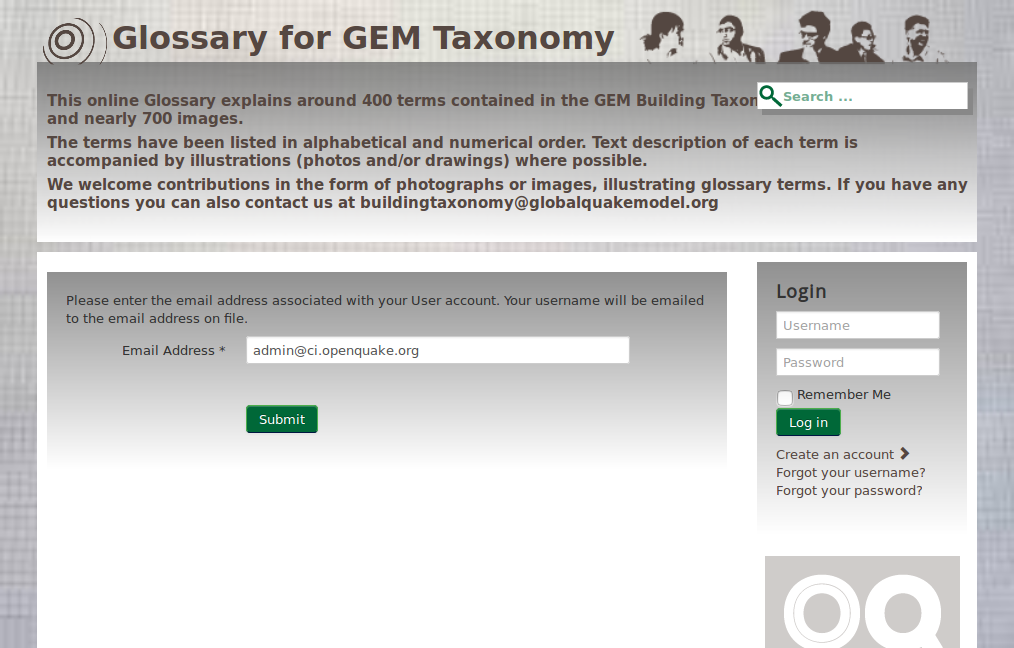 Glossary for GEM Taxonomy
This online Glossary explains around 400 terms contained in the GEM Building
and nearly 700 images.
Search ...
The terms have been listed in alphabetical and numerical order. Text description of each term is
accompanied by illustrations (photos and/or drawings) where possible.
We welcome contributions in the form of photographs or images, illustrating glossary terms. If you have any
questions you can also contact us at buildingtaxonomy@globalquakemodel.org
Please enter the email address associated with your User account. Your username will be emailed
to the email address on file.
Email Address *
admin@ci.openquake.org
Submit
Login
Username
Password
Remember Me
Log in
Create an account
Forgot your username?
Forgot your password?
OQ